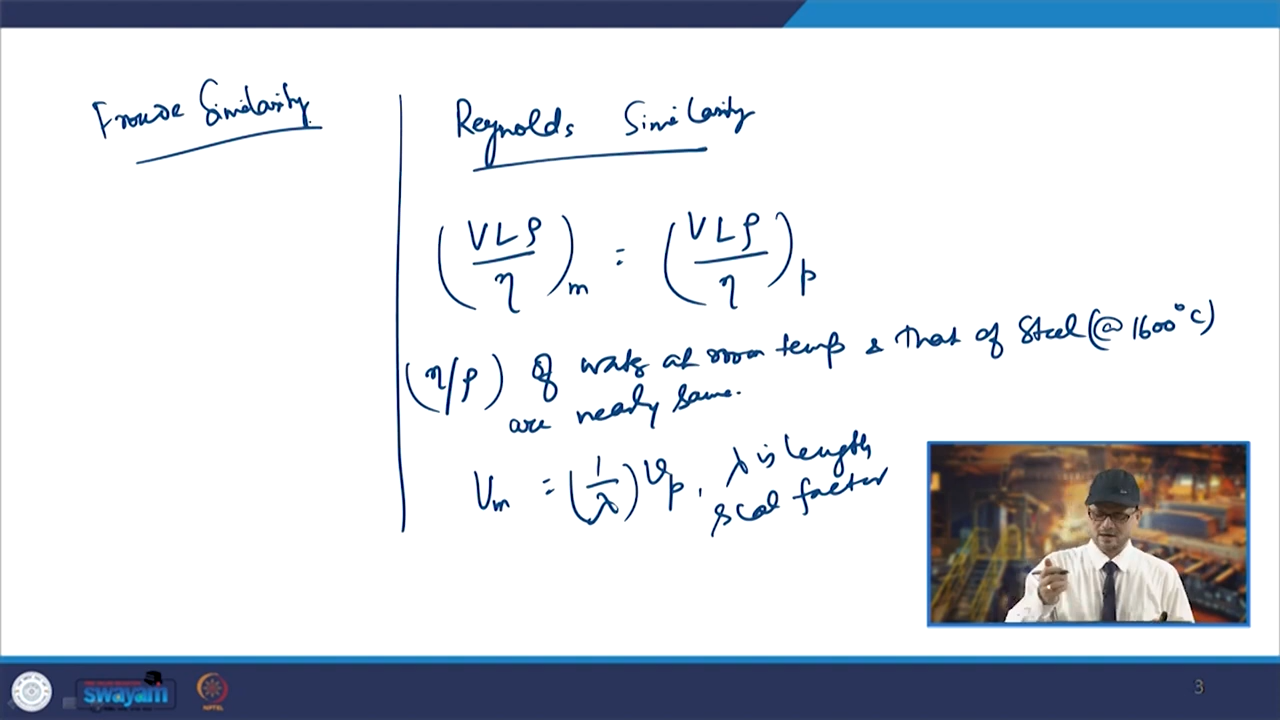 Froude Similarity
Reynolds Similarity
(VLρ/η)m = (VLρ/η)p
(η/ρ) of water at room temp & that of steel (@ 1600°C)
are nearly same.
Vm = (1/λ) Vp, λ is length
scal factor
3
swayam
NPTEL